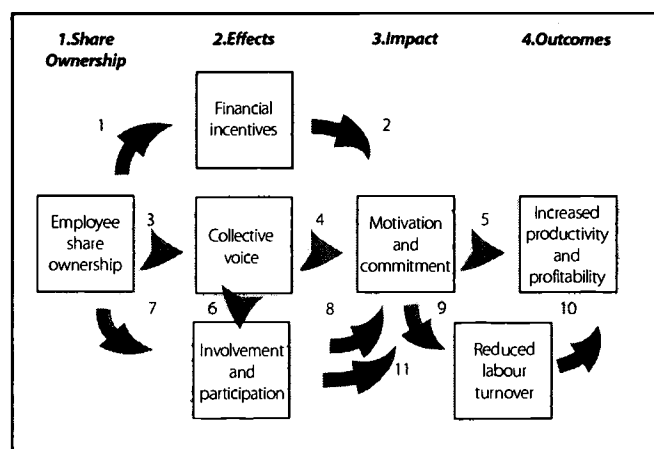 1.Share
Ownership
2.Effects
3.Impact
4.Outcomes
Financial
incentives
1
2
Employee
share
ownership
3
Collective
voice
4
Motivation
and
commitment
5
Increased
productivity
and
profitability
7
6
8
9
10
Involvement
and
participation
11
Reduced
labour
turnover